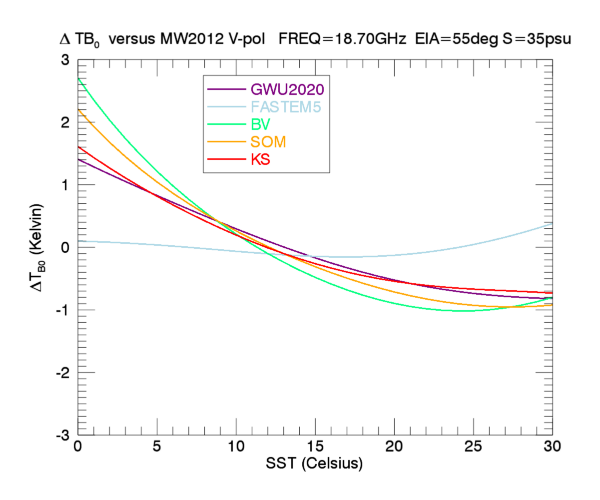 Δ TB₀ versus MW2012 V-pol FREQ=18.70GHz EIA=55deg S=35psu
3
GWU2020
FASTEM5
BV
SOM
KS
2
1
0
-1
-2
-3
ΔT_B0 (Kelvin)
0 5 10 15 20 25 30
SST (Celsius)